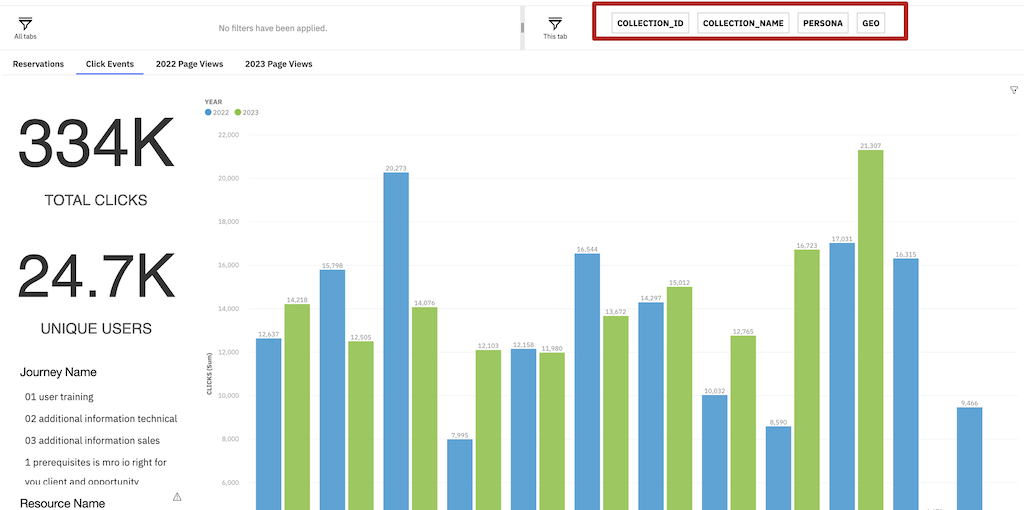 All tabs
No filters have been applied.
This tab
COLLECTION_ID COLLECTION_NAME PERSONA GEO
Reservations Click Events 2022 Page Views 2023 Page Views
334K
TOTAL CLICKS
24.7K
UNIQUE USERS
Journey Name
01 user training
02 additional information technical
03 additional information sales
1 prerequisites is mro io right for
you client and opportunity
Resource Name
YEAR
2022 2023
CLICKS (Sum)
22,000
20,000
18,000
16,000
14,000
12,000
10,000
8,000
6,000
12,637
14,218
15,798
12,505
20,273
14,076
7,995
12,103
12,158
11,980
16,544
13,672
14,297
15,012
10,032
12,765
8,590
16,723
17,031
21,307
16,315
9,466